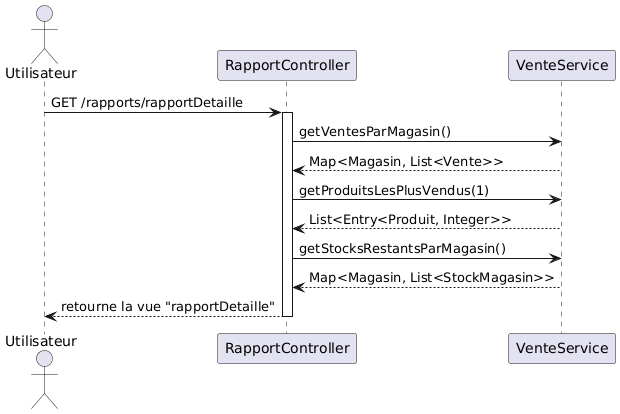 Utilisateur
RapportController
VenteService
GET /rapports/rapportDetaille
getVentesParMagasin()
Map<Magasin, List<Vente>>
getProduitsLesPlusVendus(1)
List<Entry<Produit, Integer>>
getStocksRestantsParMagasin()
Map<Magasin, List<StockMagasin>>
retourne la vue "rapportDetaille"
Utilisateur
RapportController
VenteService